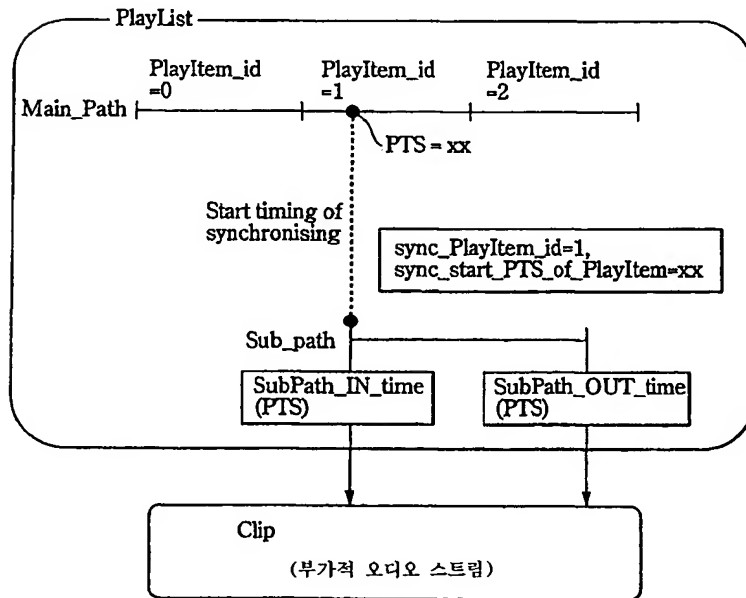 PlayList
PlayItem_id
=0
PlayItem_id
=1
PlayItem_id
=2
Main_Path
PTS = xx
Start timing of
synchronising
sync_PlayItem_id=1,
sync_start_PTS_of_PlayItem=xx
Sub_path
SubPath_IN_time
(PTS)
SubPath_OUT_time
(PTS)
Clip
(부가적 오디오 스트림)